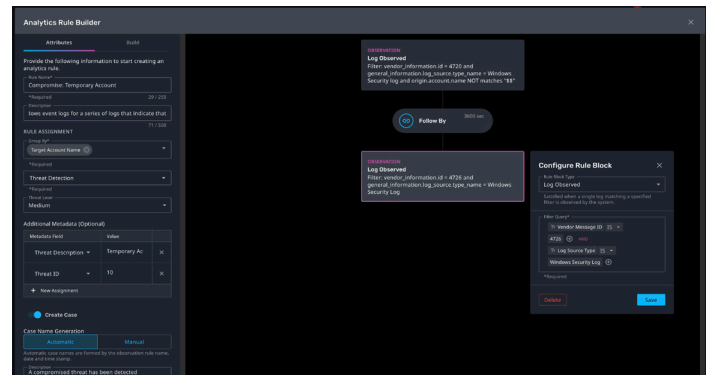 Analytics Rule Builder
Attributes
Build
Provide the following information to start creating an
analytics rule.
Rule Name*
Compromise: Temporary Account
*Required
29 / 255
Description
lows event logs for a series of logs that indicate that
71 / 500
RULE ASSIGNMENT
Group By*
Target Account Name
*Required
Threat Detection
*Required
Threat Level
Medium
Additional Metadata (Optional)
Metadata Field
Value
Threat Description
Temporary Ac
Threat ID
10
+ New Assignment
Create Case
Case Name Generation
Automatic
Manual
Automatic case names are formed by the observation rule name,
date and time stamp.
Description
A compromised threat has been detected
OBSERVATION
Log Observed
Filter: vendor_information.id = 4720 and
general_information.log_source.type_name = Windows
Security log and origin.account.name NOT matches "$$"
Follow By
3600 sec
OBSERVATION
Log Observed
Filter: vendor_information.id = 4726 and
general_information.log_source.type_name = Windows
Security Log
Configure Rule Block
Rule Block Type
Log Observed
Satisfied when a single log matching a specified
filter is observed by the system.
Filter Query*
Vendor Message ID IS
4726 AND
Log Source Type IS
Windows Security Log
*Required
Delete
Save